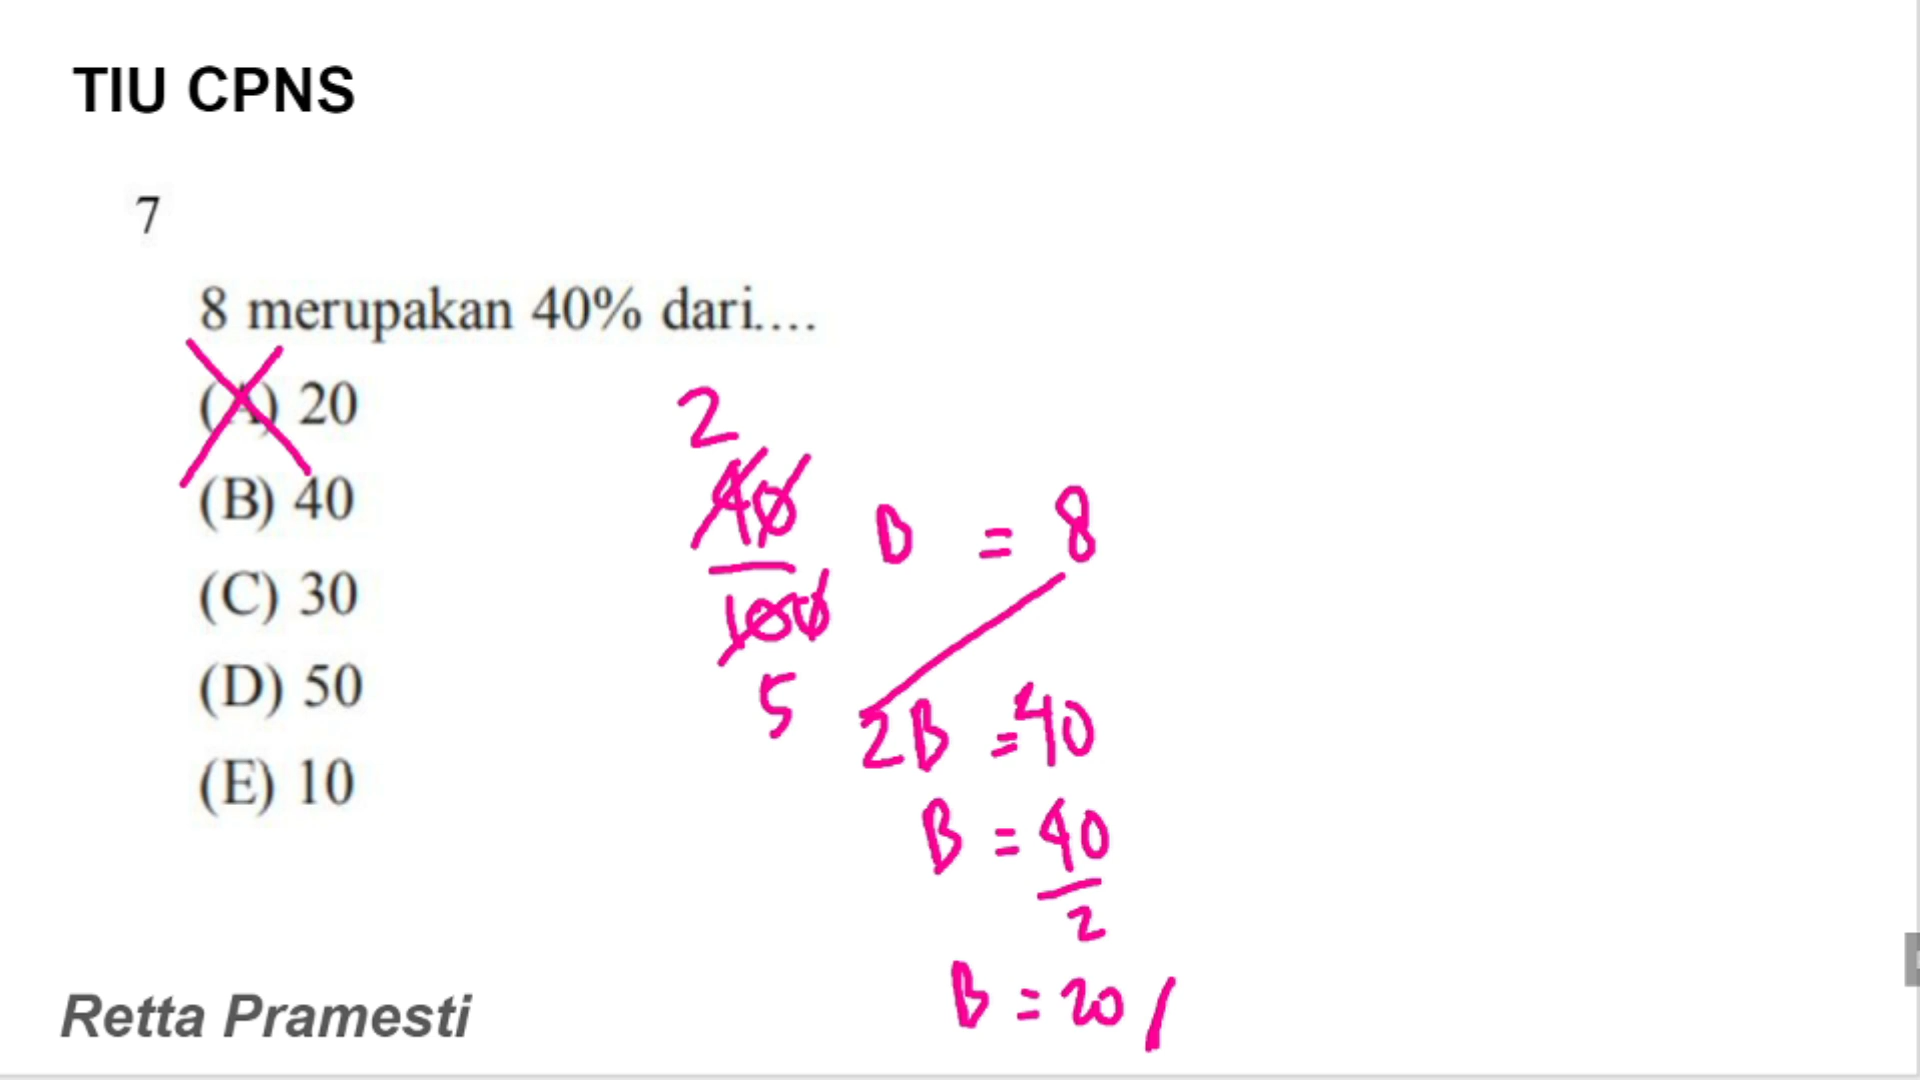 TIU CPNS
7
8 merupakan 40% dari....
(A) 20
(B) 40
(C) 30
(D) 50
(E) 10
2
40 B = 8
100
5
2B = 40
B = 40
2
B = 20 /
Retta Pramesti